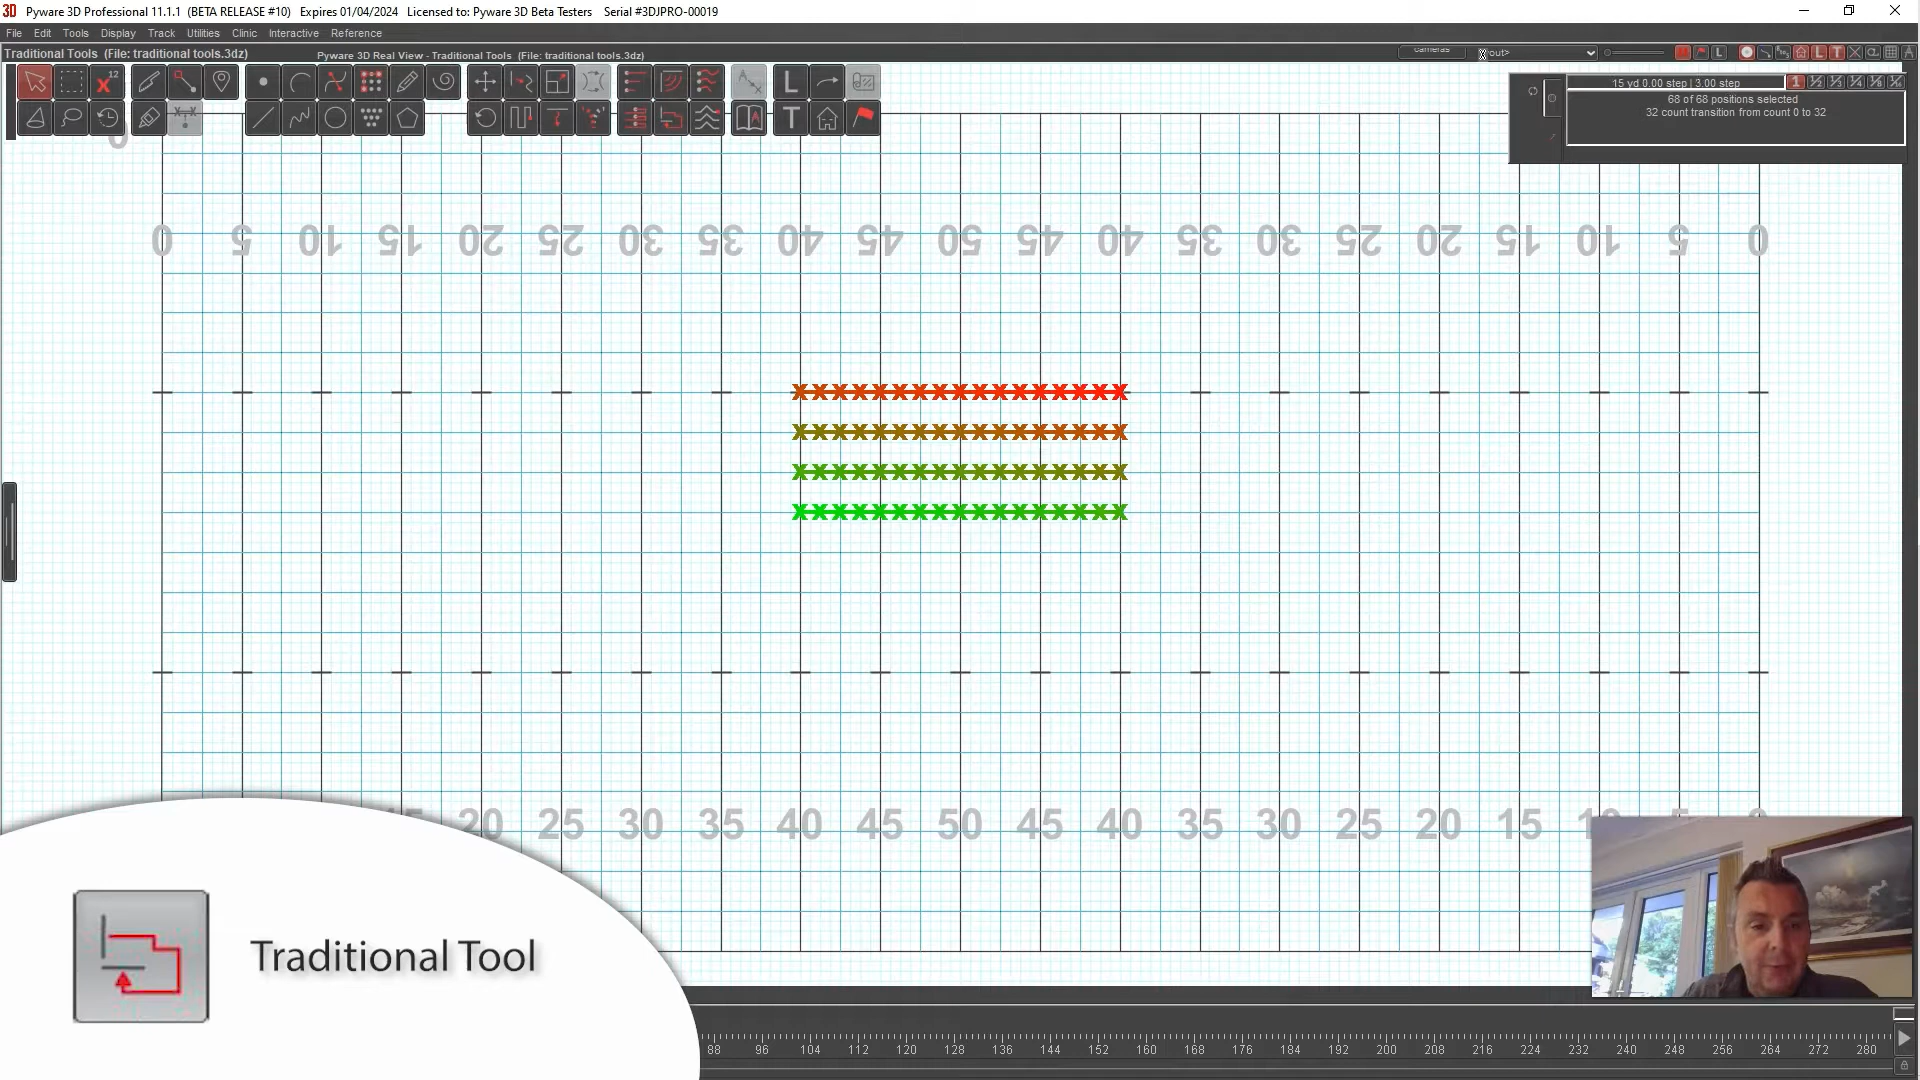 3D Pyware 3D Professional 11.1.1 (BETA RELEASE #10) Expires 01/04/2024 Licensed to: Pyware 3D Beta Testers Serial #3DJPRO-00019
File Edit Tools Display Track Utilities Clinic Interactive Reference
Traditional Tools (File: traditional tools.3dz) Pyware 3D Real View - Traditional Tools (File: traditional tools.3dz)
cameras
15 yd 0.00 step | 3.00 step
68 of 68 positions selected
32 count transition from count 0 to 32
0 5 10 15 20 25 30 35 40 45 50 45 40 35 30 25 20 15 10 5 0
20 25 30 35 40 45 50 45 40 35 30 25 20 15
Traditional Tool
88 96 104 112 120 128 136 144 152 160 168 176 184 192 200 208 216 224 232 240 248 256 264 272 280